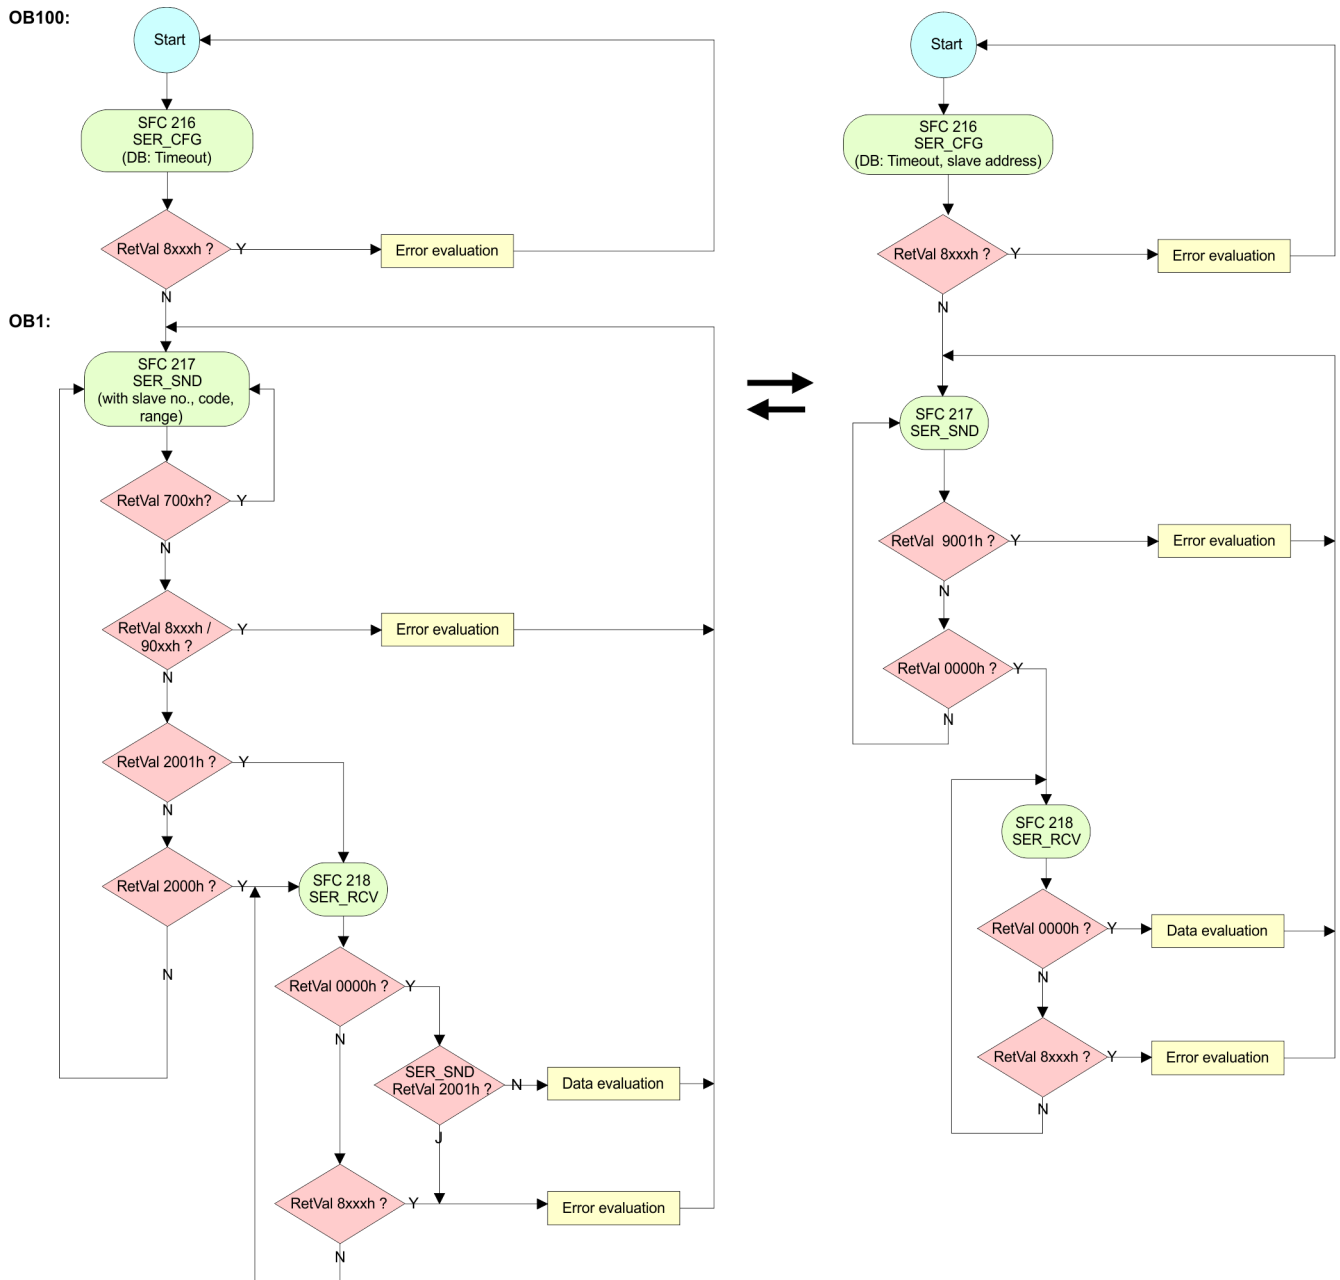 OB100:
Start
SFC 216
SER_CFG
(DB: Timeout)
RetVal 8xxxh ?
Y
Error evaluation
N
OB1:
SFC 217
SER_SND
(with slave no., code,
range)
RetVal 700xh?
Y
N
RetVal 8xxxh /
90xxh ?
Y
Error evaluation
N
RetVal 2001h ?
Y
N
RetVal 2000h ?
Y
N
SFC 218
SER_RCV
RetVal 0000h ?
Y
N
SER_SND
RetVal 2001h ?
N
Data evaluation
J
RetVal 8xxxh ?
Y
Error evaluation
N
Start
SFC 216
SER_CFG
(DB: Timeout, slave address)
RetVal 8xxxh ?
Y
Error evaluation
N
SFC 217
SER_SND
RetVal  9001h ?
Y
Error evaluation
N
RetVal 0000h ?
Y
N
SFC 218
SER_RCV
RetVal 0000h ?
Y
Data evaluation
N
RetVal 8xxxh ?
Y
Error evaluation
N